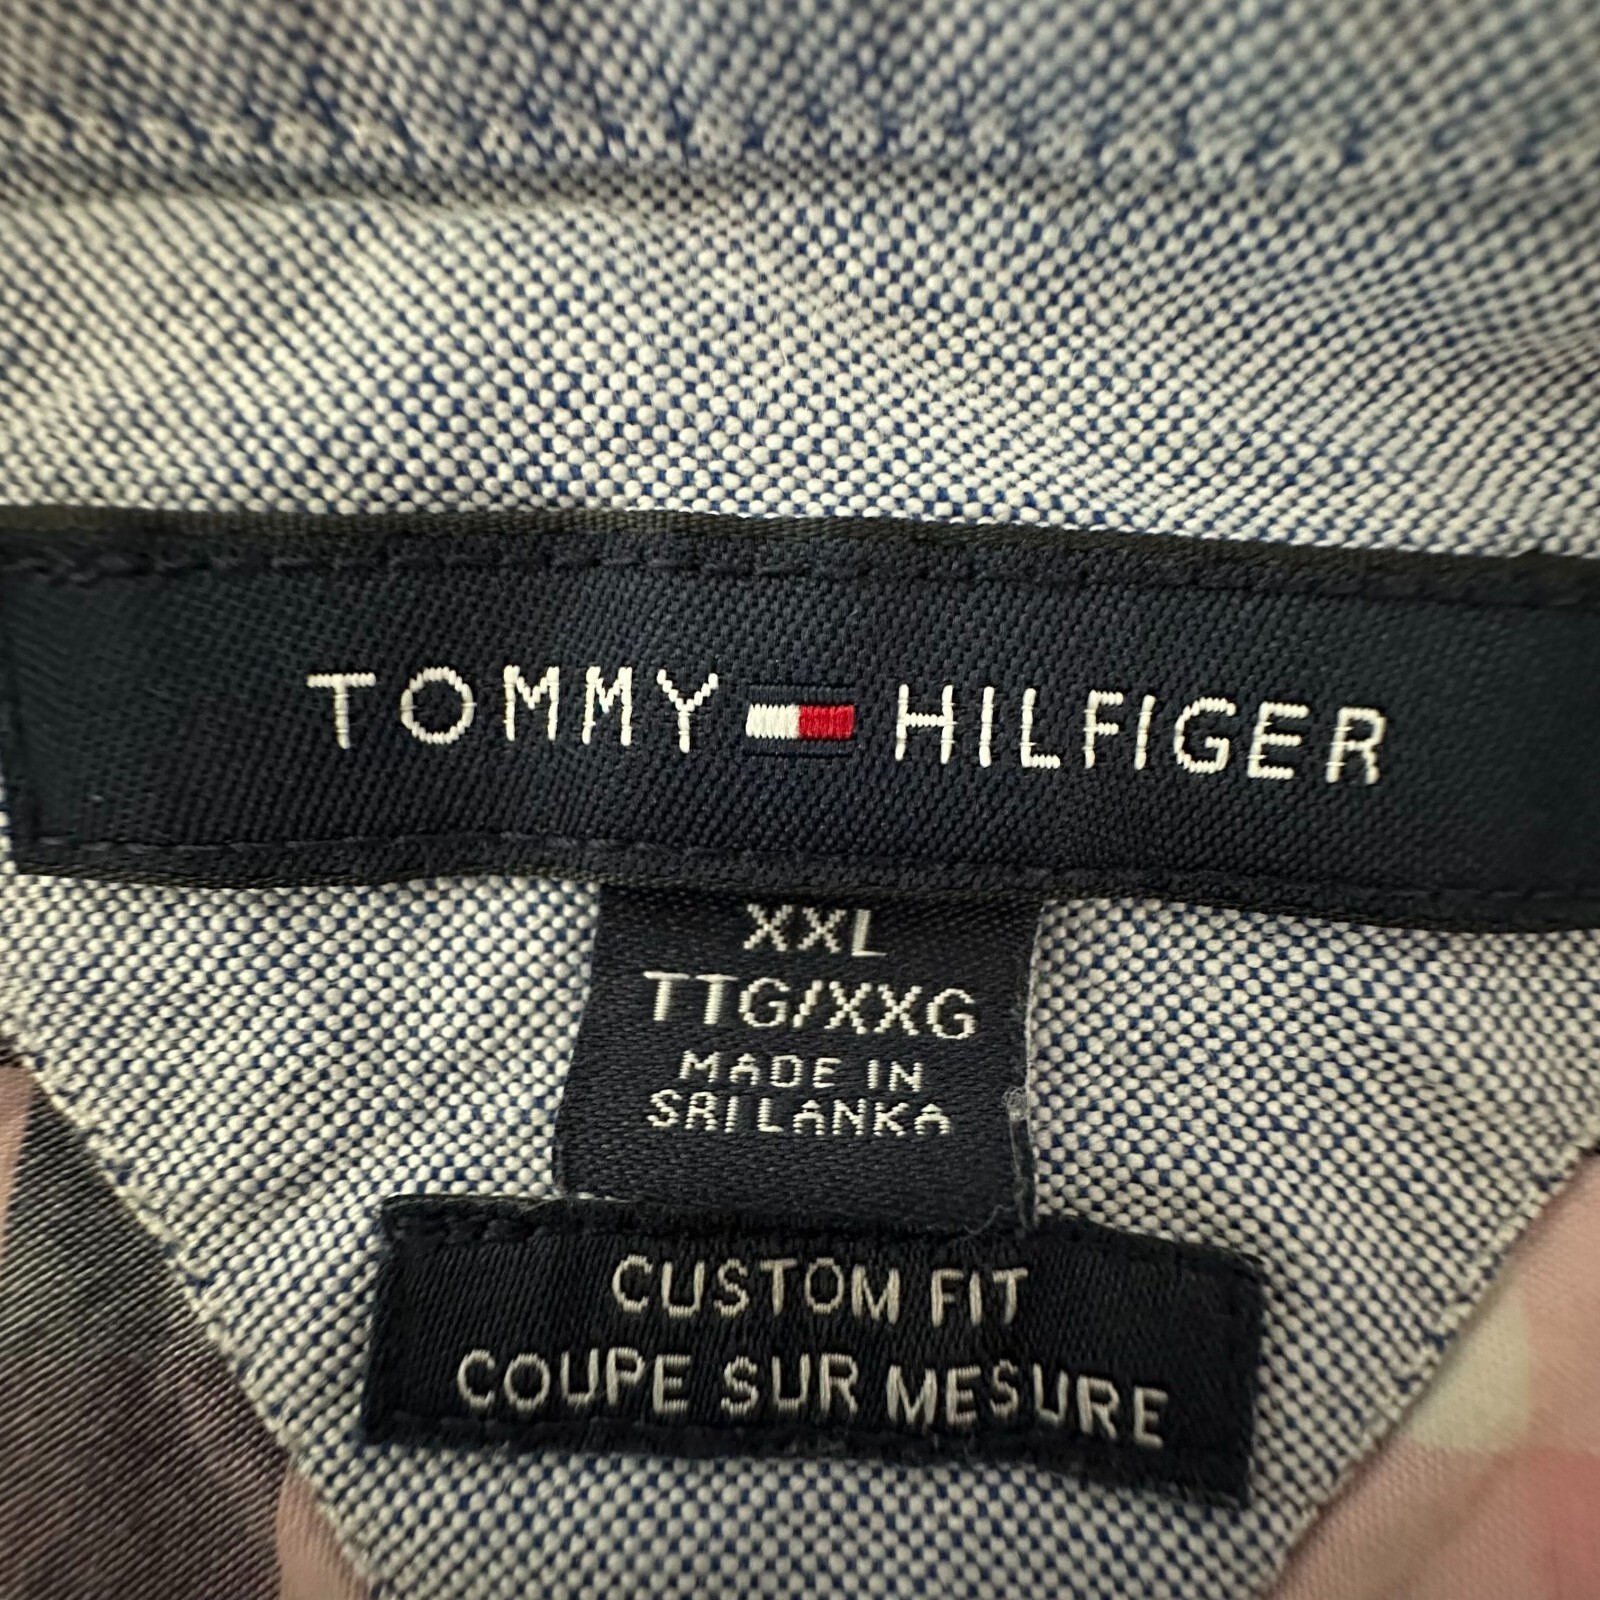 TOMMY HILFIGER
XXL
TTG/XXG
MADE IN
SRI LANKA
CUSTOM FIT
COUPE SUR MESURE